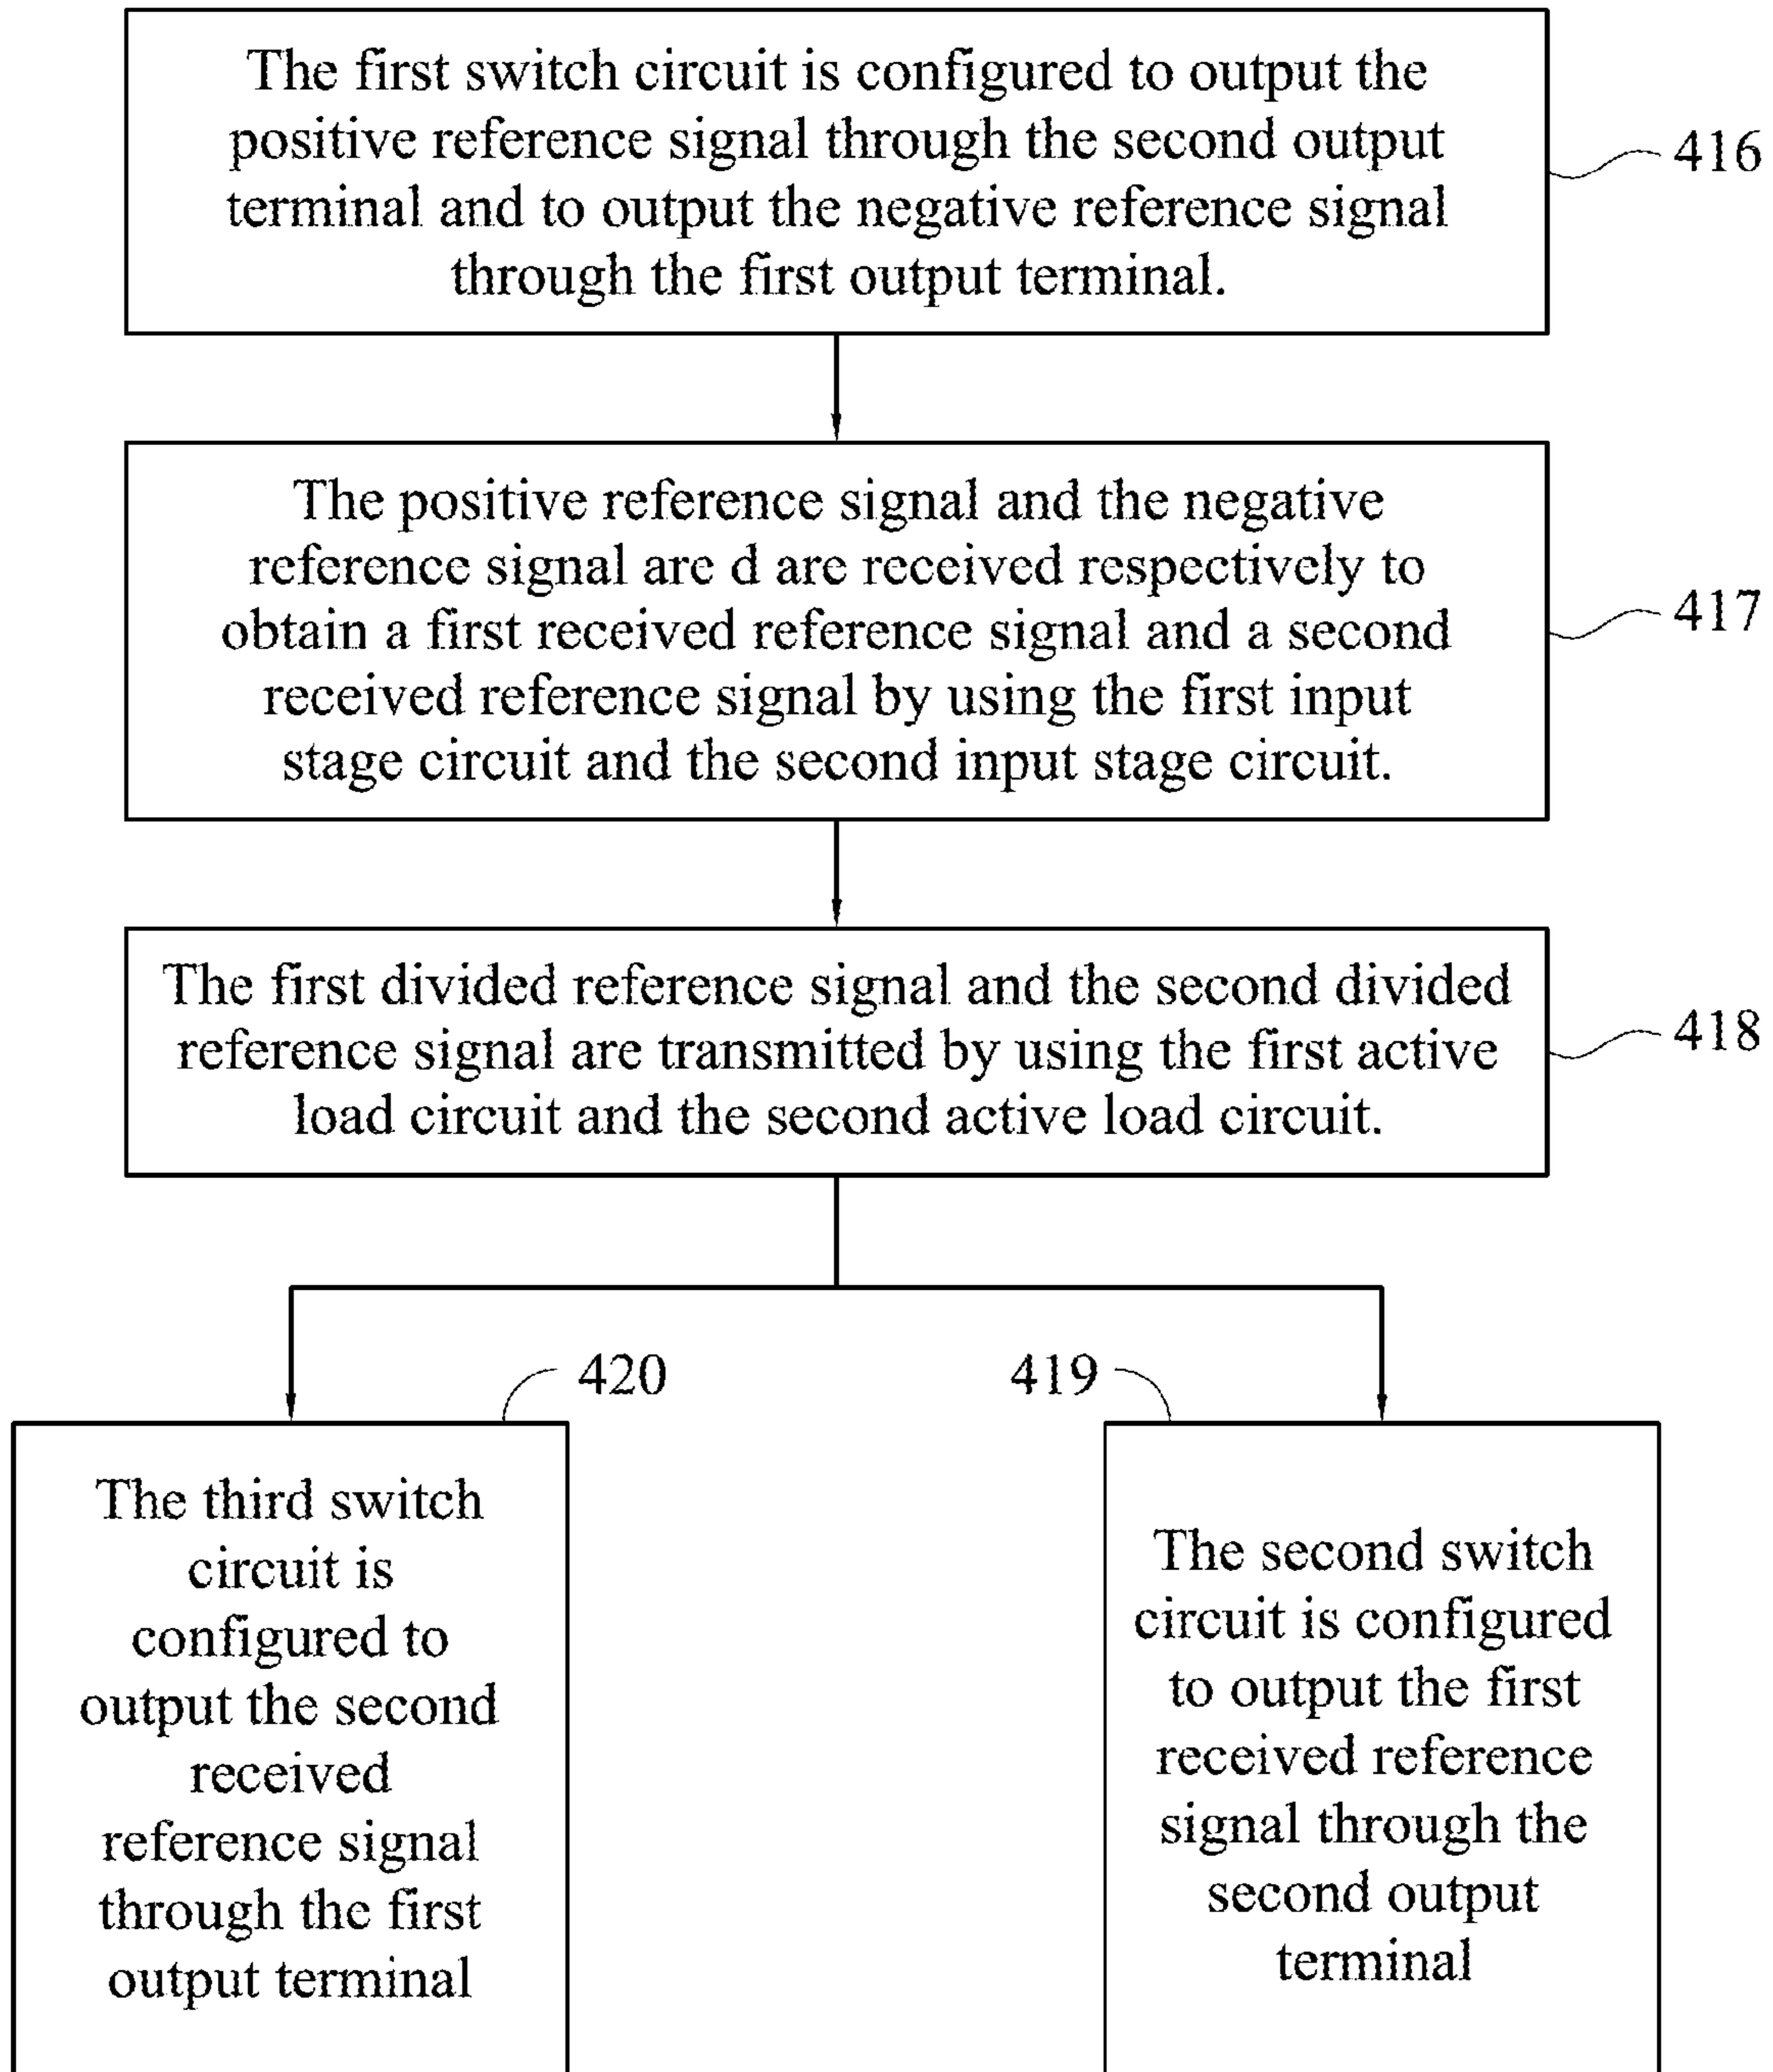 The first switch circuit is configured to output the
positive reference signal through the second output
terminal and to output the negative reference signal
through the first output terminal.
416
The positive reference signal and the negative
reference signal are d are received respectively to
obtain a first received reference signal and a second
received reference signal by using the first input
stage circuit and the second input stage circuit.
417
The first divided reference signal and the second divided
reference signal are transmitted by using the first active
load circuit and the second active load circuit.
418
420
The third switch
circuit is
configured to
output the second
received
reference signal
through the first
output terminal
419
The second switch
circuit is configured
to output the first
received reference
signal through the
second output
terminal